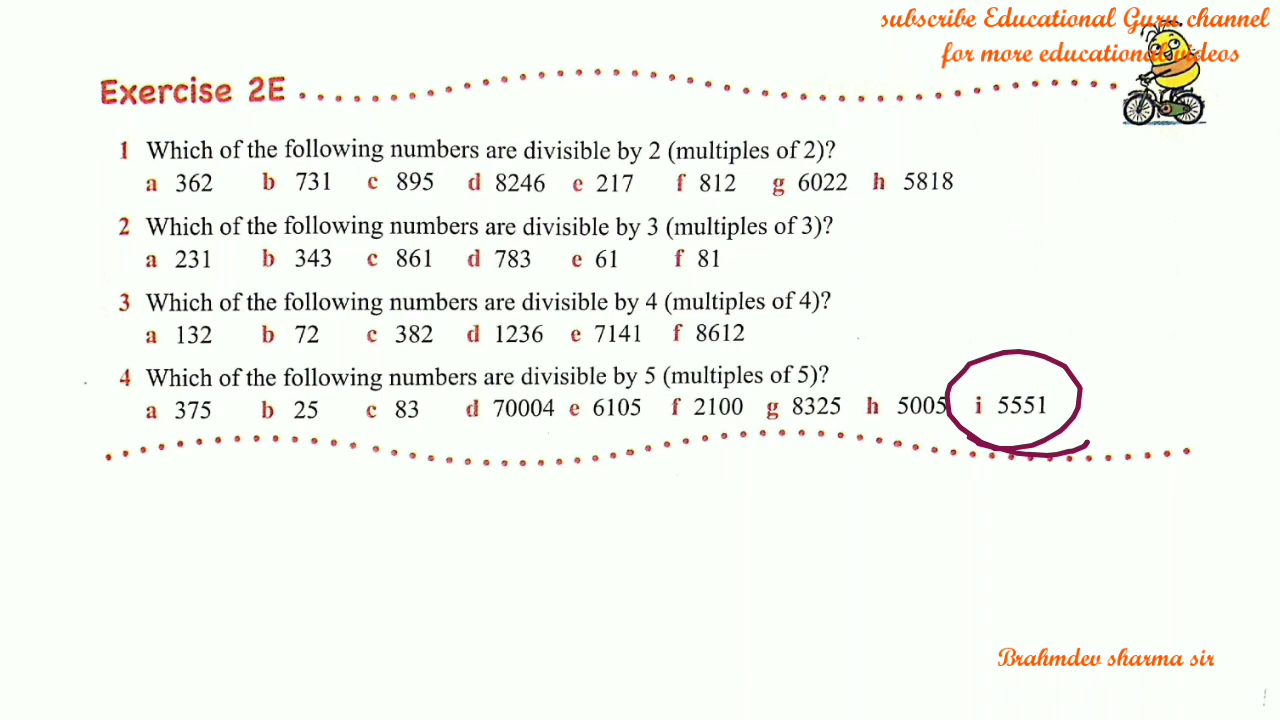 subscribe Educational Guru channel
for more educational videos
Exercise 2E
1 Which of the following numbers are divisible by 2 (multiples of 2)?
a 362 b 731 c 895 d 8246 e 217 f 812 g 6022 h 5818
2 Which of the following numbers are divisible by 3 (multiples of 3)?
a 231 b 343 c 861 d 783 e 61 f 81
3 Which of the following numbers are divisible by 4 (multiples of 4)?
a 132 b 72 c 382 d 1236 e 7141 f 8612
4 Which of the following numbers are divisible by 5 (multiples of 5)?
a 375 b 25 c 83 d 70004 e 6105 f 2100 g 8325 h 5005 i 5551
Brahmdev sharma sir